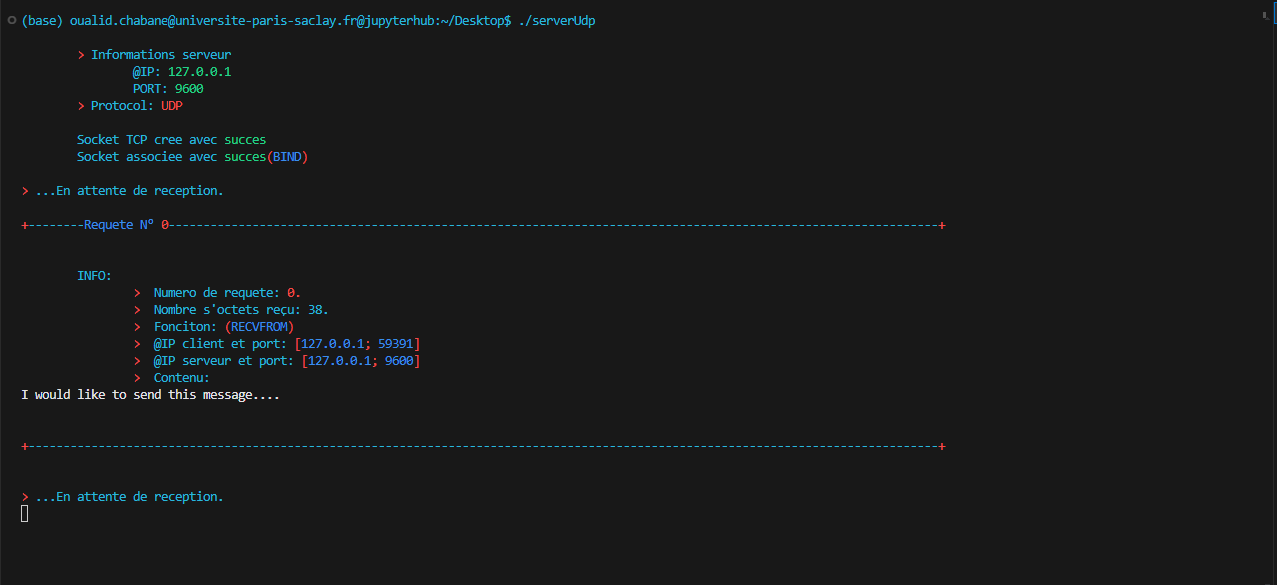 (base) oualid.chabane@universite-paris-saclay.fr@jupyterhub:~/Desktop$ ./serverUdp
> Informations serveur
@IP: 127.0.0.1
PORT: 9600
> Protocol: UDP
Socket TCP cree avec succes
Socket associee avec succes(BIND)
> ...En attente de reception.
+--------Requete N° 0--------------------------------------------------------------------------------------------------------------+
INFO:
> Numero de requete: 0.
> Nombre s'octets reçu: 38.
> Fonciton: (RECVFROM)
> @IP client et port: [127.0.0.1; 59391]
> @IP serveur et port: [127.0.0.1; 9600]
> Contenu:
I would like to send this message....
+----------------------------------------------------------------------------------------------------------------------------------+
> ...En attente de reception.